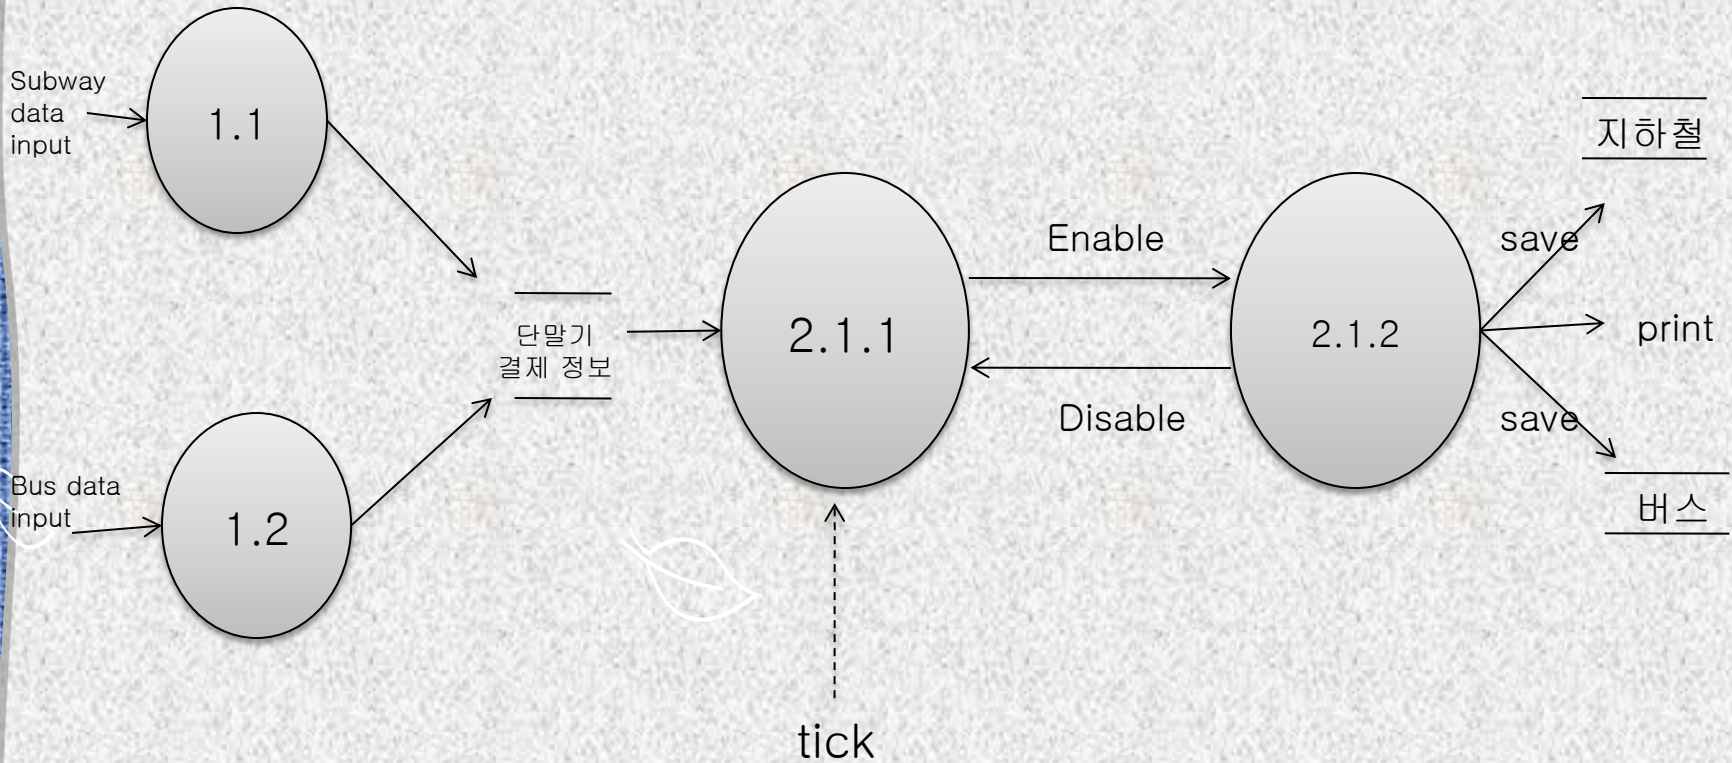 Subway
data
input
1.1
지하철
Enable
save
단말기
결제 정보
2.1.1
2.1.2
print
Disable
save
Bus data
input
1.2
버스
tick